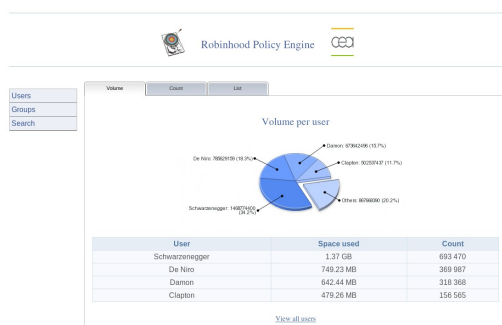 Robinhood Policy Engine
cea
Users
Groups
Search
Volume
Count
List
Volume per user
Damon: 673642496 (15.7%)
De Niro: 785629159 (18.3%)
Clapton: 502537437 (11.7%)
Others: 867966080 (20.2%)
Schwarzenegger: 1468774400
(34.2%)
User Space used Count
Schwarzenegger 1.37 GB 693 470
De Niro 749.23 MB 369 987
Damon 642.44 MB 318 368
Clapton 479.26 MB 156 565
View all users